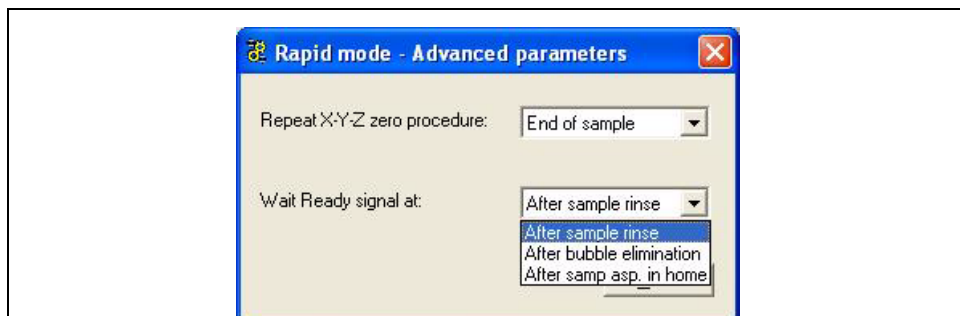 Rapid mode - Advanced parameters
Repeat X-Y-Z zero procedure: End of sample
Wait Ready signal at: After sample rinse
After sample rinse
After bubble elimination
After samp asp. in home